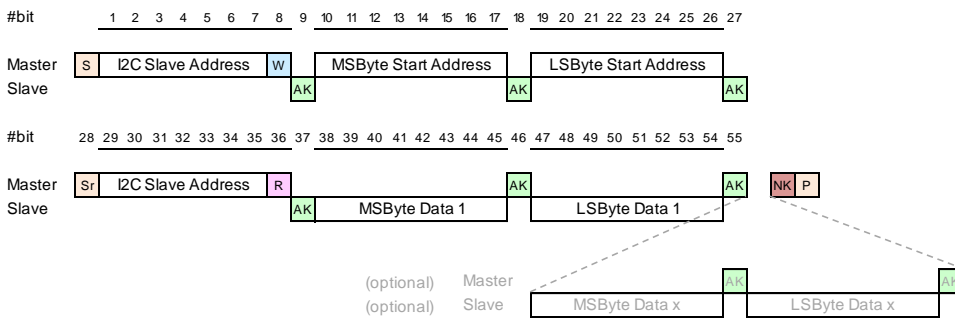 #bit 1 2 3 4 5 6 7 8 9 10 11 12 13 14 15 16 17 18 19 20 21 22 23 24 25 26 27
Master S I2C Slave Address W MSByte Start Address LSByte Start Address
Slave AK AK AK
#bit 28 29 30 31 32 33 34 35 36 37 38 39 40 41 42 43 44 45 46 47 48 49 50 51 52 53 54 55
Master Sr I2C Slave Address R AK AK NK P
Slave AK MSByte Data 1 LSByte Data 1
(optional) Master AK AK
(optional) Slave MSByte Data x LSByte Data x